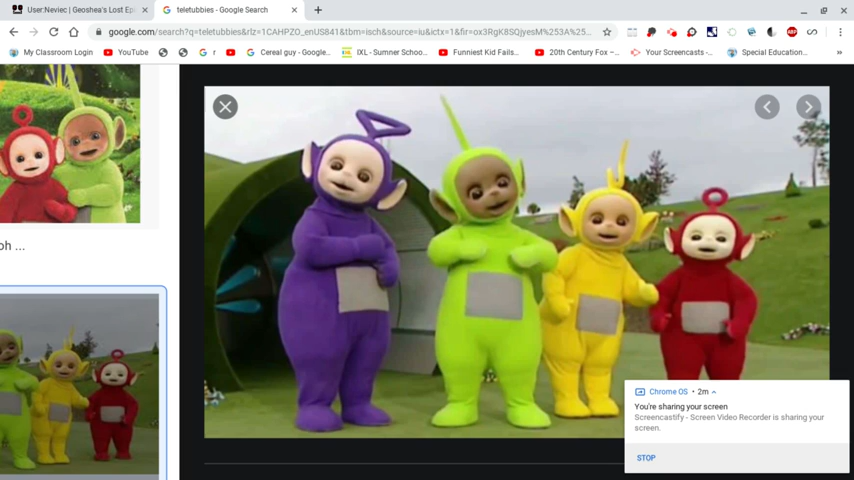 User:Neviec | Geoshea's Lost Epi
teletubbies - Google Search
google.com/search?q=teletubbies&rlz=1CAHPZO_enUS841&tbm=isch&source=iu&ictx=1&fir=ox3RgK8SQjyesM%253A%25...
My Classroom Login
YouTube
r
Cereal guy - Google...
IXL - Summer Schoo...
Funniest Kid Fails...
20th Century Fox –...
Your Screencasts -...
Special Education...
oh ...
Chrome OS • 2m
You're sharing your screen
Screencastify - Screen Video Recorder is sharing your
screen.
STOP